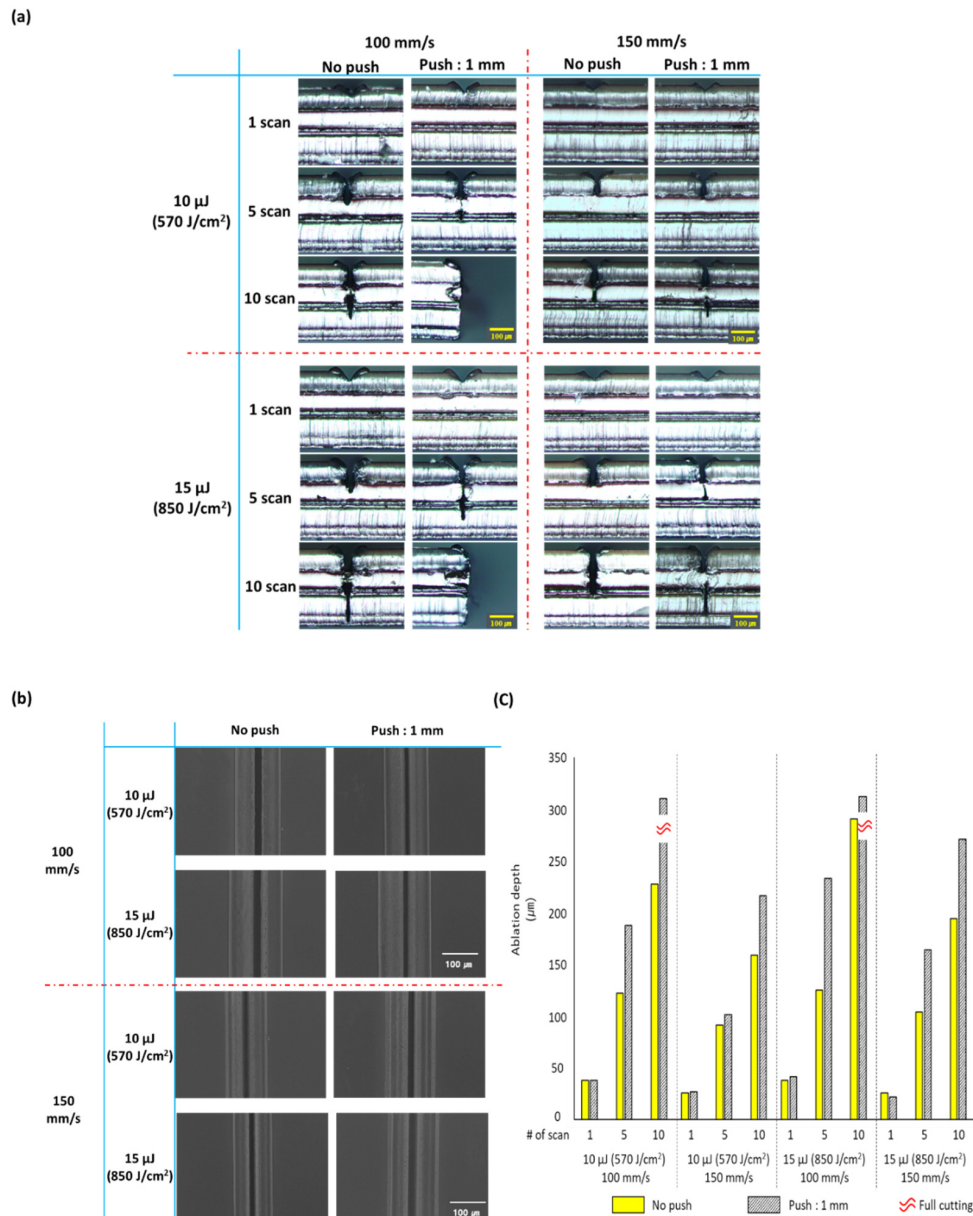 (a)
100 mm/s 150 mm/s
No push Push : 1 mm No push Push : 1 mm
1 scan
10 µJ
(570 J/cm²)
5 scan
10 scan
100 ㎛ 100 ㎛
1 scan
15 µJ
(850 J/cm²)
5 scan
10 scan
100 ㎛ 100 ㎛
(b)
No push Push : 1 mm
10 µJ
(570 J/cm²)
100
mm/s
15 µJ
(850 J/cm²)
100 ㎛
10 µJ
(570 J/cm²)
150
mm/s
15 µJ
(850 J/cm²)
100 ㎛
(C)
350
300
250
200
150
100
50
0
Ablation depth
(㎛)
# of scan 1 5 10 1 5 10 1 5 10 1 5 10
10 µJ (570 J/cm²) 10 µJ (570 J/cm²) 15 µJ (850 J/cm²) 15 µJ (850 J/cm²)
100 mm/s 150 mm/s 100 mm/s 150 mm/s
No push Push : 1 mm Full cutting